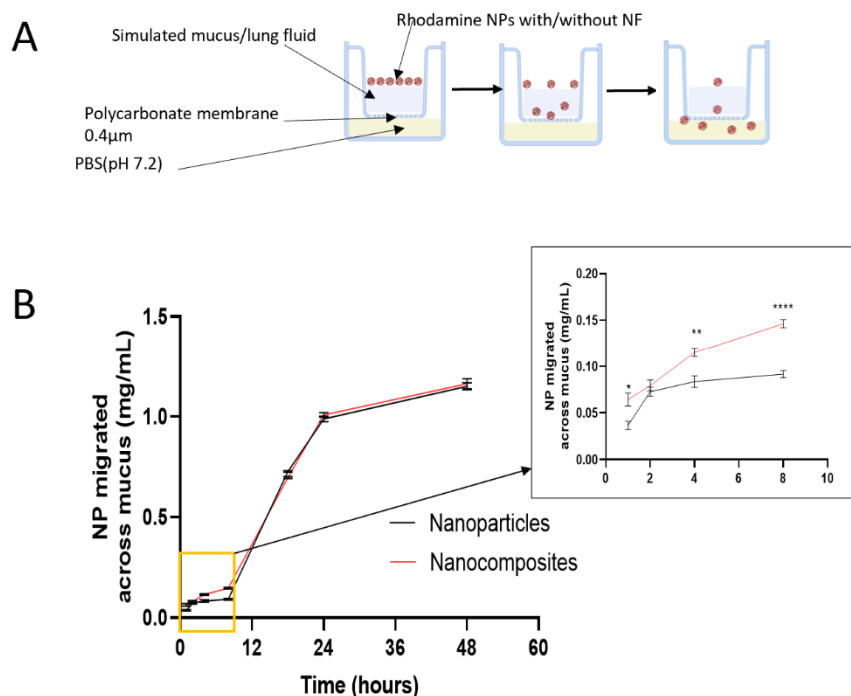 A
Rhodamine NPs with/without NF
Simulated mucus/lung fluid
Polycarbonate membrane
0.4μm
PBS(pH 7.2)
B
NP migrated
across mucus (mg/mL)
1.5
1.0
0.5
0.0
0
12
24
36
48
60
Time (hours)
Nanoparticles
Nanocomposites
NP migrated
across mucus (mg/mL)
0.20
0.15
0.10
0.05
0.00
0
2
4
6
8
10
*
**
****